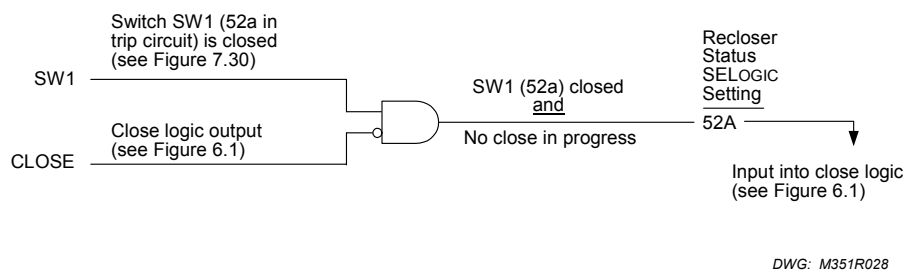 Switch SW1 (52a in
trip circuit) is closed
(see Figure 7.30)
SW1
Close logic output
(see Figure 6.1)
CLOSE
SW1 (52a) closed
and
No close in progress
Recloser
Status
SELOGIC
Setting
52A
Input into close logic
(see Figure 6.1)
DWG: M351R028